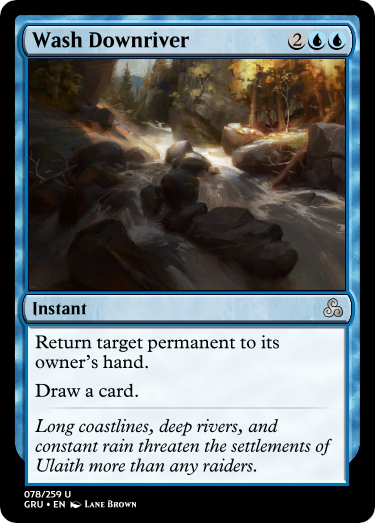 Wash Downriver 2
Instant
Return target permanent to its
owner's hand.
Draw a card.
Long coastlines, deep rivers, and
constant rain threaten the settlements of
Ulaith more than any raiders.
078/259 U
GRU • EN Lane Brown